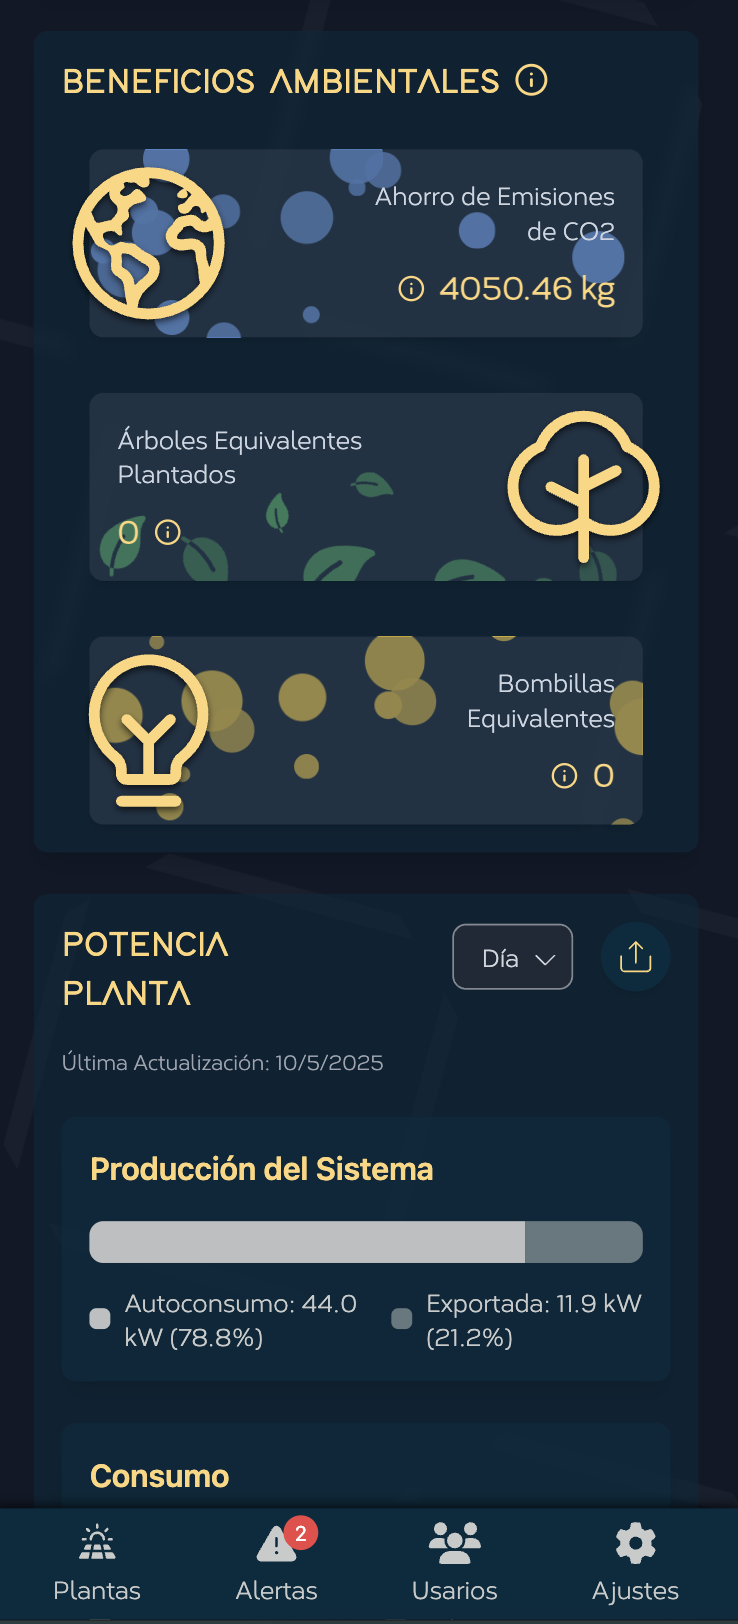 BENEFICIOS AMBIENTALES
Ahorro de Emisiones
de CO2
4050.46 kg
Árboles Equivalentes
Plantados
0
Bombillas
Equivalentes
0
POTENCIA
PLANTA
Día
Última Actualización: 10/5/2025
Producción del Sistema
Autoconsumo: 44.0
kW (78.8%)
Exportada: 11.9 kW
(21.2%)
Consumo
2
Plantas
Alertas
Usarios
Ajustes